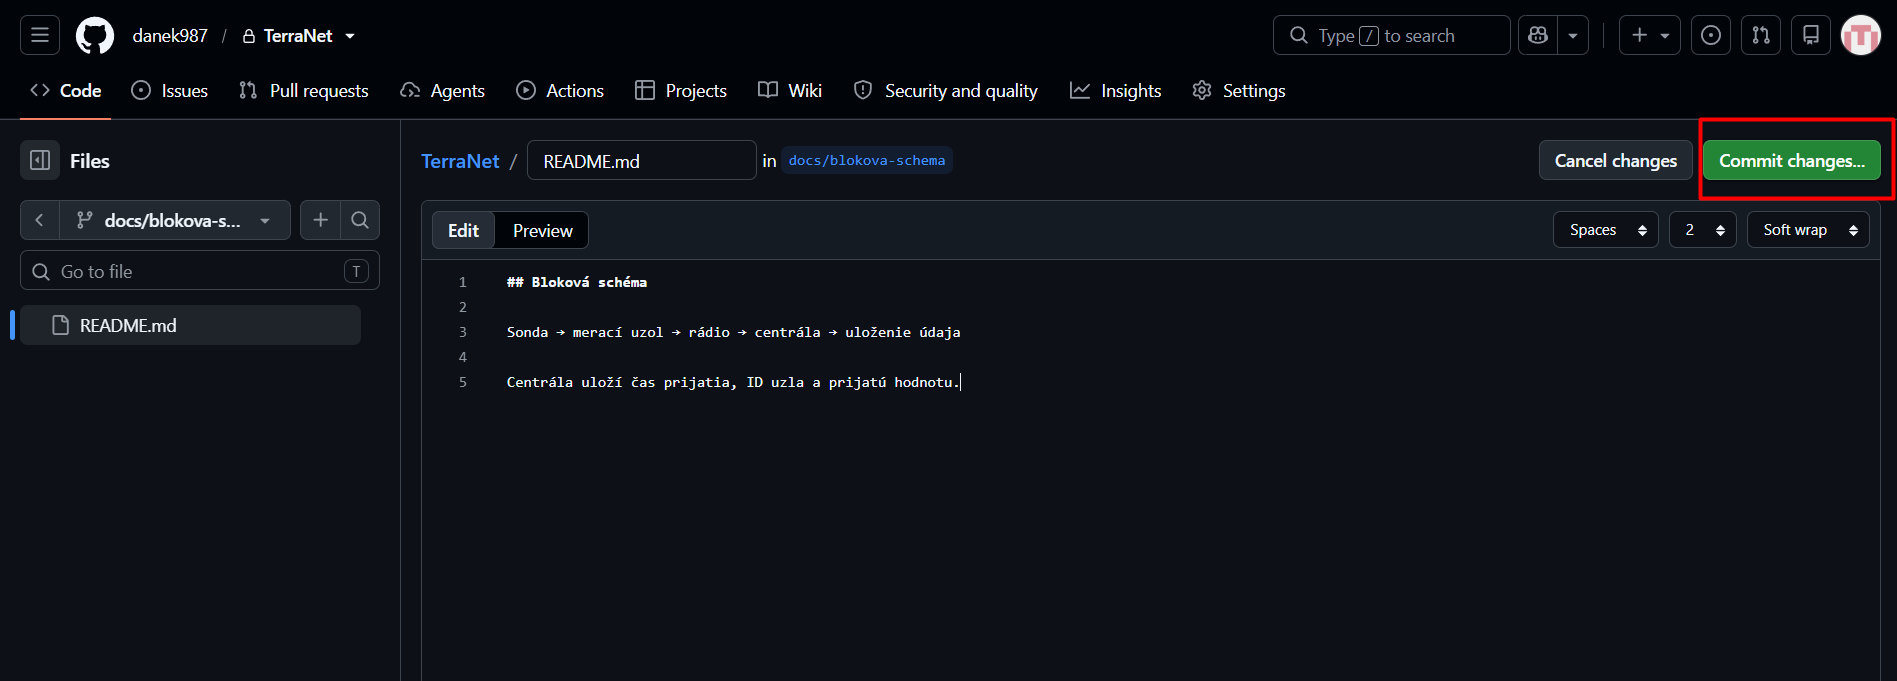 danek987 / TerraNet
Type / to search
Code
Issues
Pull requests
Agents
Actions
Projects
Wiki
Security and quality
Insights
Settings
Files
TerraNet / README.md in docs/blokova-schema
Cancel changes
Commit changes...
docs/blokova-s...
Edit
Preview
Spaces
2
Soft wrap
Go to file
T
README.md
1 ## Bloková schéma
2
3 Sonda → merací uzol → rádio → centrála → uloženie údaja
4
5 Centrála uloží čas prijatia, ID uzla a prijatú hodnotu.